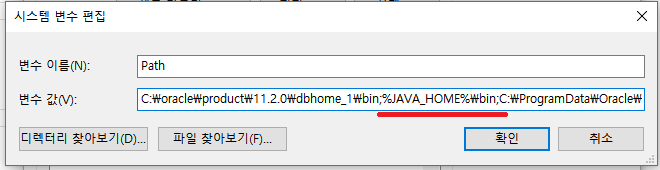 시스템 변수 편집
변수 이름(N):
Path
변수 값(V):
C:₩oracle₩product₩11.2.0₩dbhome_1₩bin;%JAVA_HOME%₩bin;C:₩ProgramData₩Oracle₩
디렉터리 찾아보기(D)...
파일 찾아보기(F)...
확인
취소